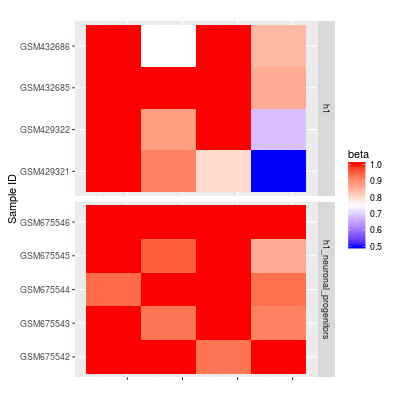 Sample ID
GSM432686
GSM432685
GSM429322
GSM429321
h1
GSM675546
GSM675545
GSM675544
GSM675543
GSM675542
h1_neuronal_progenitors
beta
1.0
0.9
0.8
0.7
0.6
0.5